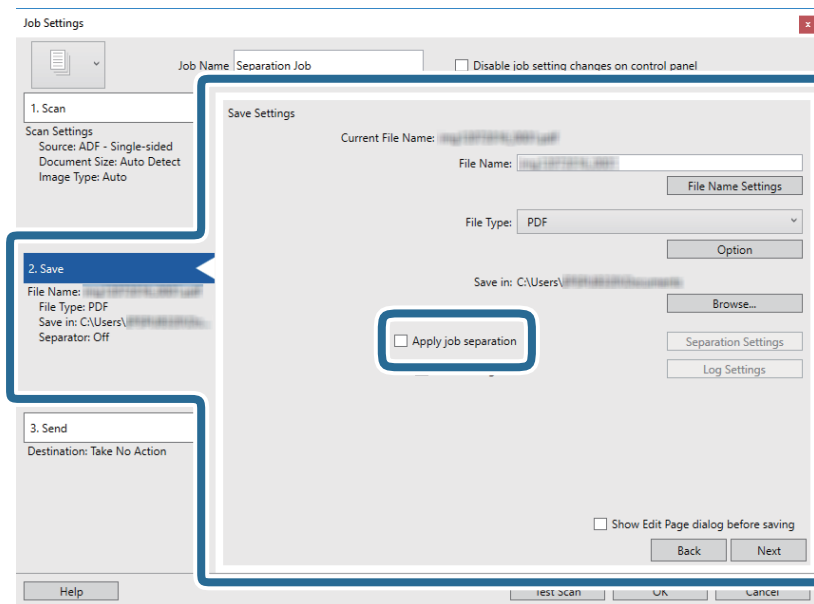 Job Settings
x
Job Name Separation Job
Disable job setting changes on control panel
1. Scan
Scan Settings
Source: ADF - Single-sided
Document Size: Auto Detect
Image Type: Auto
2. Save
File Name:
File Type: PDF
Save in: C:\Users\
Separator: Off
3. Send
Destination: Take No Action
Save Settings
Current File Name:
File Name:
File Name Settings
File Type: PDF
Option
Save in: C:\Users\
Browse...
Apply job separation
Separation Settings
Log Settings
Show Edit Page dialog before saving
Back
Next
Help
Test Scan
OK
Cancel